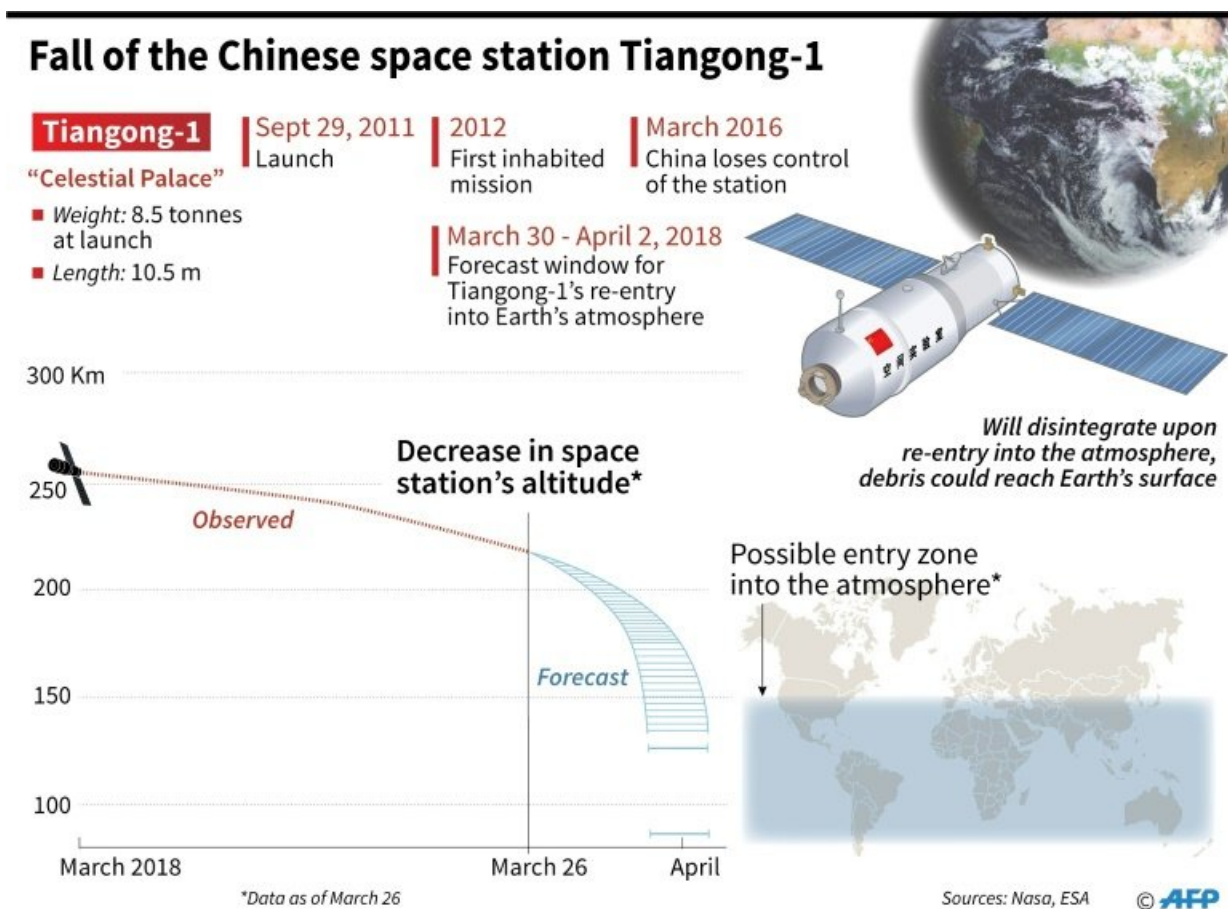 Fall of the Chinese space station Tiangong-1
Tiangong-1
"Celestial Palace"
Weight: 8.5 tonnes
at launch
Length: 10.5 m
Sept 29, 2011
Launch
2012
First inhabited
mission
March 2016
China loses control
of the station
March 30 - April 2, 2018
Forecast window for
Tiangong-1's re-entry
into Earth's atmosphere
空间实验室
Will disintegrate upon
re-entry into the atmosphere,
debris could reach Earth's surface
300 Km
Decrease in space
station's altitude*
250
Observed
200
Forecast
150
100
March 2018
March 26
April
Possible entry zone
into the atmosphere*
*Data as of March 26
Sources: Nasa, ESA
© AFP